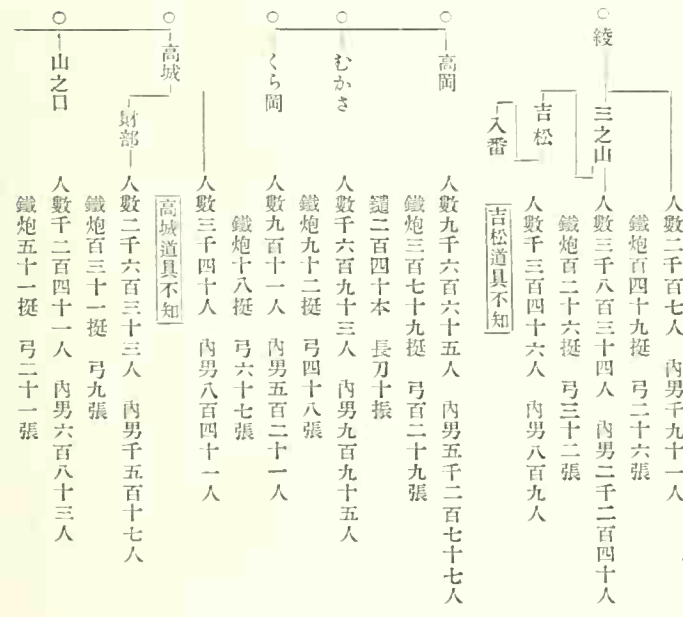 人數二千百七人　內男千九十一人
鐵炮百四十九挺　弓二十六張
○綾
三之山　人數三千八百三十四人　內男二千二百四十人
鐵炮百二十六挺　弓三十二張
吉松　人數千三百四十六人　內男八百九人
吉松道具不知
入番
○高岡　人數九千六百六十五人　內男五千二百七十七人
鐵炮三百七十九挺　弓百二十九張
鑓二百四十本　長刀十振
○むかさ　人數千六百九十三人　內男九百九十五人
鐵炮九十二挺　弓四十八張
○くら岡　人數九百十一人　內男五百二十一人
鐵炮十八挺　弓六十七張
○高城　人數三千四十人　內男八百四十一人
高城道具不知
財部　人數二千六百三十三人　內男千五百十七人
鐵炮百三十一挺　弓九張
○山之口　人數千二百四十一人　內男六百八十三人
鐵炮五十一挺　弓二十一張